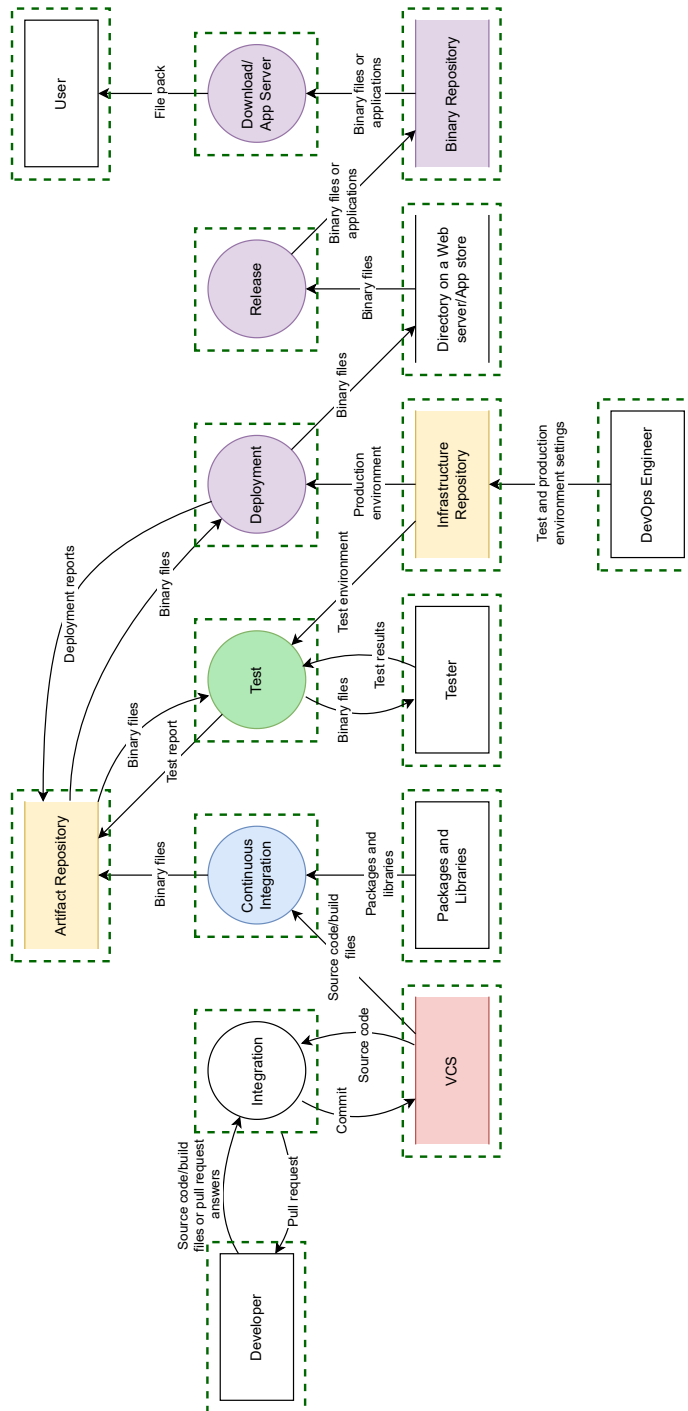 Developer
Source code/build
files or pull request
answers
Pull request
Integration
Commit
Source code
VCS
Source code/build
files
Packages and
Libraries
Packages and
libraries
Continuous
Integration
Binary files
Artifact Repository
Binary files
Test report
Test
Binary files
Test results
Tester
Test environment
Deployment reports
Binary files
Deployment
Production
environment
Infrastructure
Repository
Test and production
environment settings
DevOps Engineer
Binary files
Directory on a Web
server/App store
Binary files
Release
Binary files or
applications
Binary Repository
Binary files or
applications
Download/
App Server
File pack
User